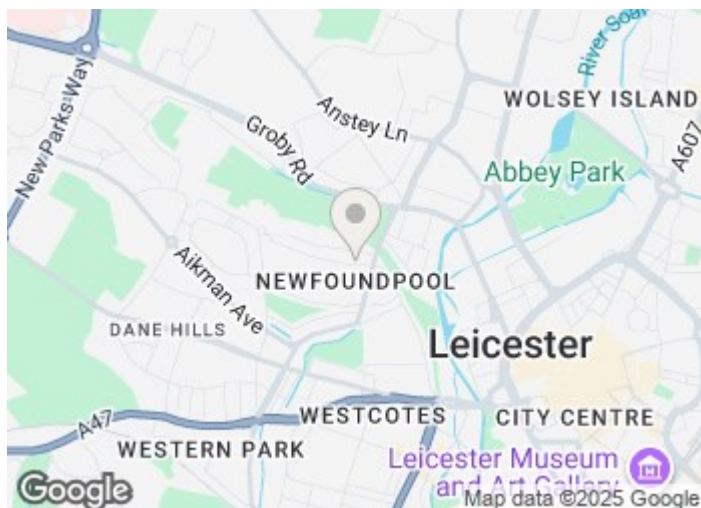 River Soar
WOLSEY ISLAND
Anstey Ln
New Parks Way
Groby Rd
A607
Abbey Park
NEWFOUNDPOOL
Aikman Ave
DANE HILLS
Leicester
WESTCOTES
CITY CENTRE
A47
WESTERN PARK
Leicester Museum
and Art Gallery
Google
Map data ©2025 Google